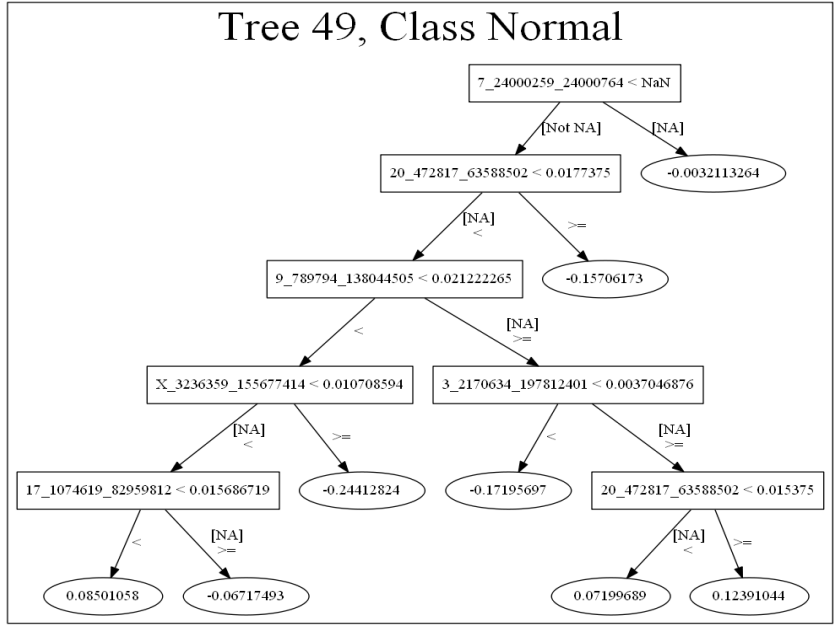 Tree 49, Class Normal
7_24000259_24000764 < NaN
[Not NA]
[NA]
20_472817_63588502 < 0.0177375
-0.0032113264
[NA]
<
>=
9_789794_138044505 < 0.021222265
-0.15706173
<
[NA]
>=
X_3236359_155677414 < 0.010708594
3_2170634_197812401 < 0.0037046876
[NA]
<
>=
<
[NA]
>=
17_1074619_82959812 < 0.015686719
-0.24412824
-0.17195697
20_472817_63588502 < 0.015375
<
[NA]
>=
[NA]
<
>=
0.08501058
-0.06717493
0.07199689
0.12391044